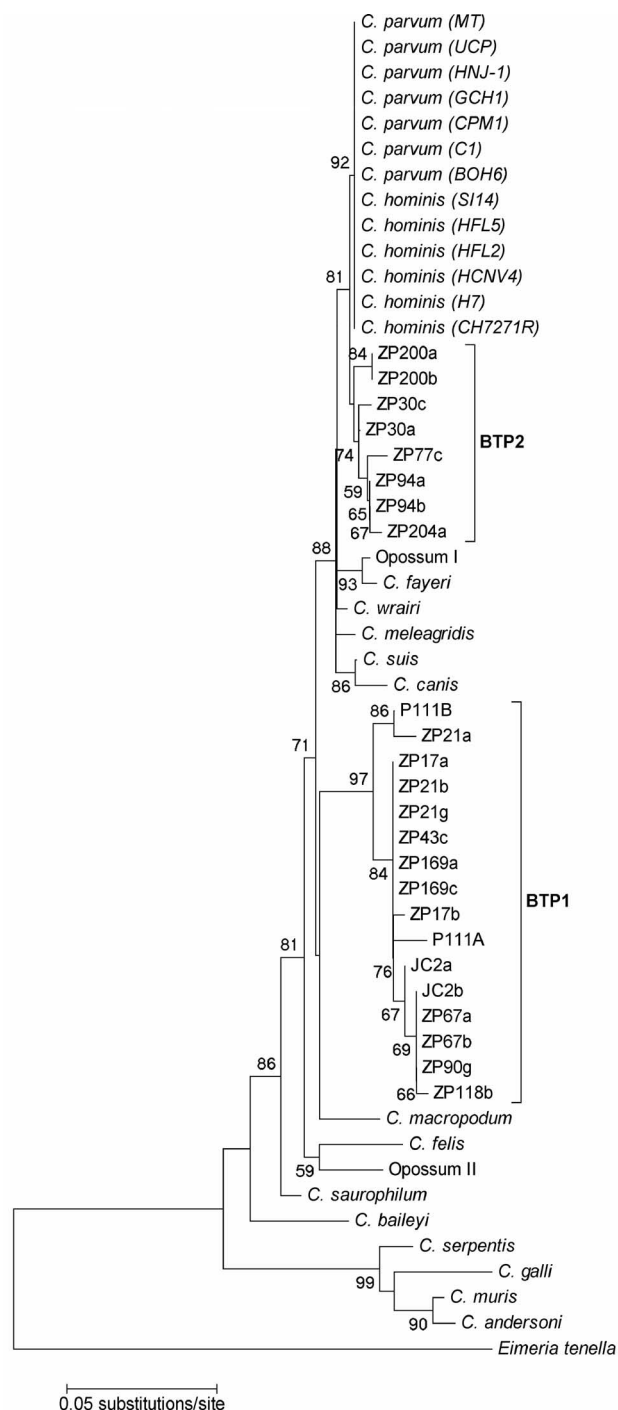 C. parvum (MT)
C. parvum (UCP)
C. parvum (HNJ-1)
C. parvum (GCH1)
C. parvum (CPM1)
C. parvum (C1)
92
C. parvum (BOH6)
C. hominis (SI14)
C. hominis (HFL5)
C. hominis (HFL2)
81
C. hominis (HCNV4)
C. hominis (H7)
C. hominis (CH7271R)
84
ZP200a
ZP200b
ZP30c
ZP30a
BTP2
74
ZP77c
ZP94a
59
ZP94b
65
ZP204a
67
88
Opossum I
C. fayeri
93
C. wrairi
C. meleagridis
C. suis
C. canis
86
P111B
86
ZP21a
71
ZP17a
97
ZP21b
ZP21g
ZP43c
ZP169a
84
ZP169c
BTP1
ZP17b
P111A
81
JC2a
76
JC2b
ZP67a
67
ZP67b
69
ZP90g
86
ZP118b
66
C. macropodum
C. felis
Opossum II
59
C. saurophilum
C. baileyi
C. serpentis
99
C. galli
C. muris
C. andersoni
90
Eimeria tenella
0.05 substitutions/site